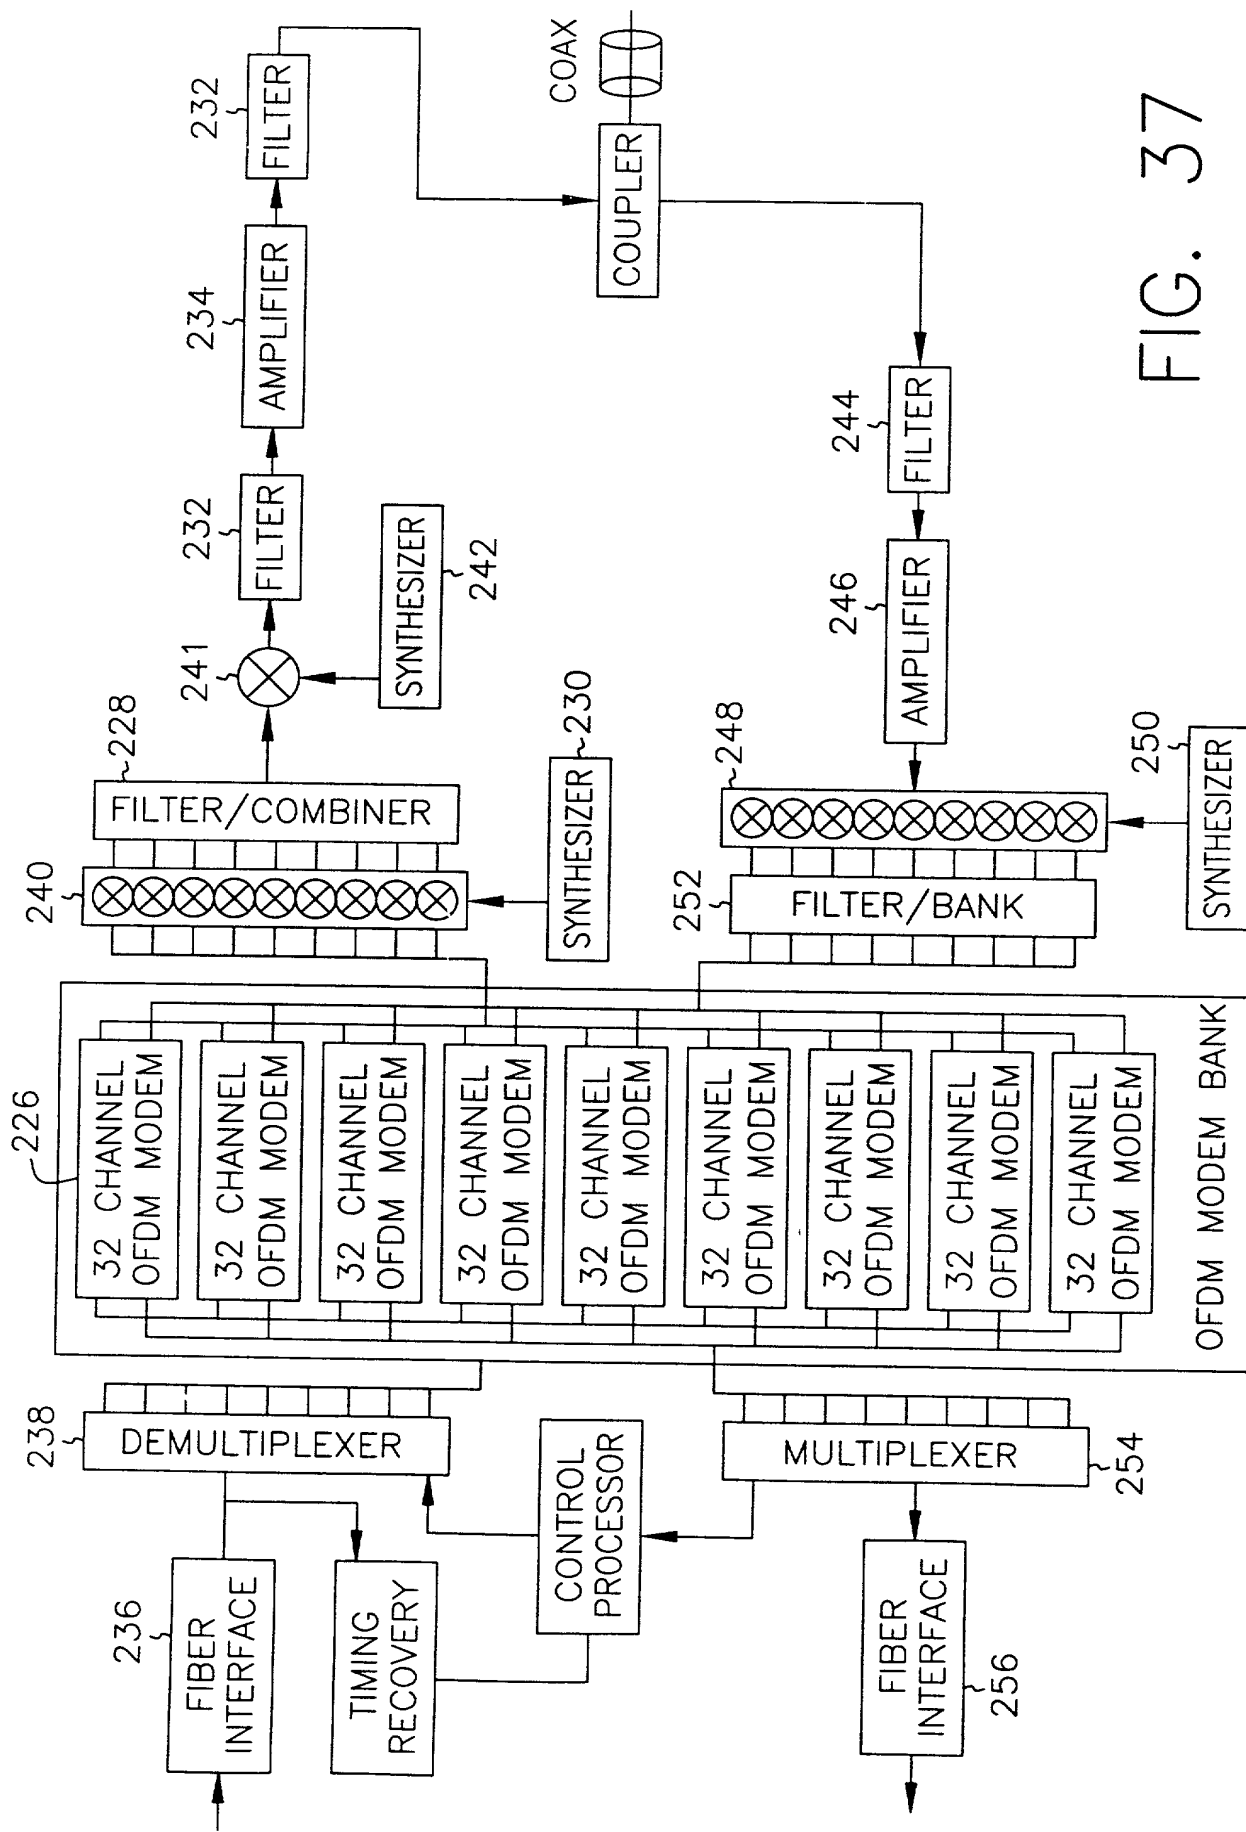 236
FIBER
INTERFACE
TIMING
RECOVERY
238
DEMULTIPLEXER
CONTROL
PROCESSOR
MULTIPLEXER
254
FIBER
INTERFACE
256
226
32 CHANNEL
OFDM MODEM
32 CHANNEL
OFDM MODEM
32 CHANNEL
OFDM MODEM
32 CHANNEL
OFDM MODEM
32 CHANNEL
OFDM MODEM
32 CHANNEL
OFDM MODEM
32 CHANNEL
OFDM MODEM
32 CHANNEL
OFDM MODEM
32 CHANNEL
OFDM MODEM
OFDM MODEM BANK
240
228
FILTER/COMBINER
SYNTHESIZER
230
241
SYNTHESIZER
242
232
FILTER
234
AMPLIFIER
232
FILTER
COUPLER
COAX
244
FILTER
246
AMPLIFIER
248
252
FILTER/BANK
250
SYNTHESIZER
FIG. 37